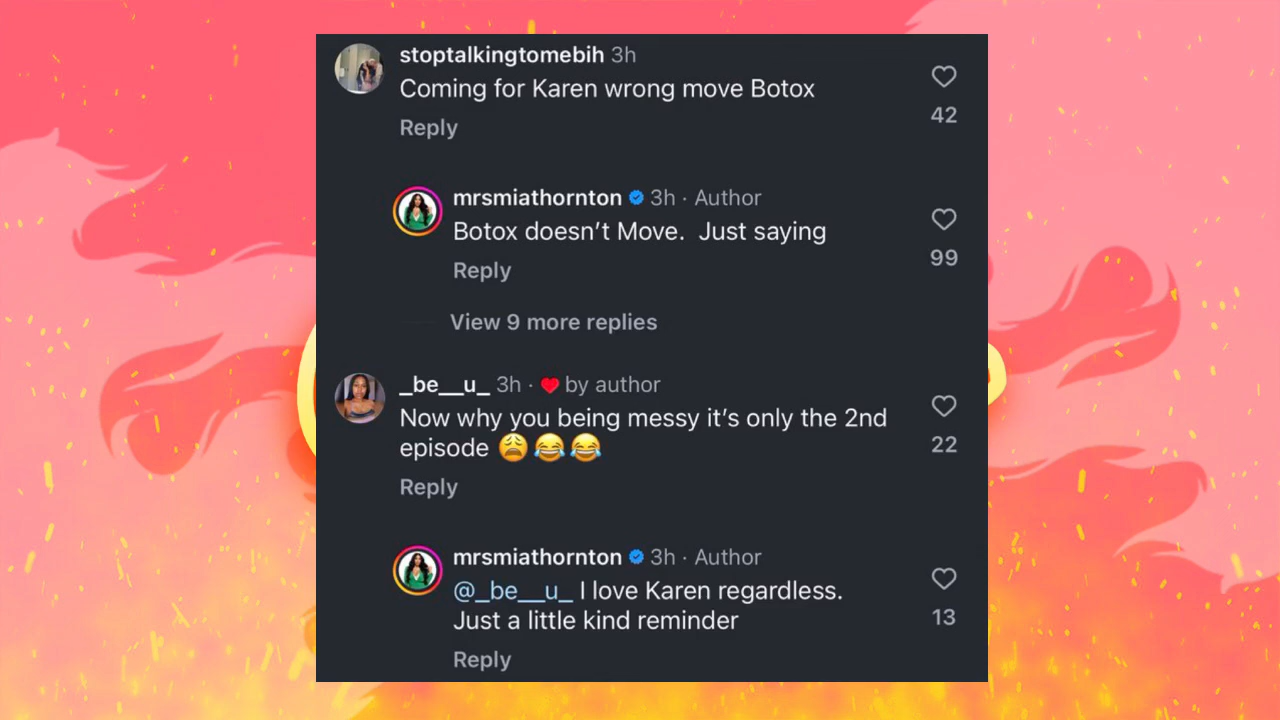 stoptalkingtomebih 3h
Coming for Karen wrong move Botox
42
Reply
mrsmiathornton 3h · Author
Botox doesn’t Move.  Just saying
99
Reply
View 9 more replies
_be__u_ 3h · ❤️ by author
Now why you being messy it’s only the 2nd
episode 😩😂😂
22
Reply
mrsmiathornton 3h · Author
@_be__u_ I love Karen regardless.
Just a little kind reminder
13
Reply